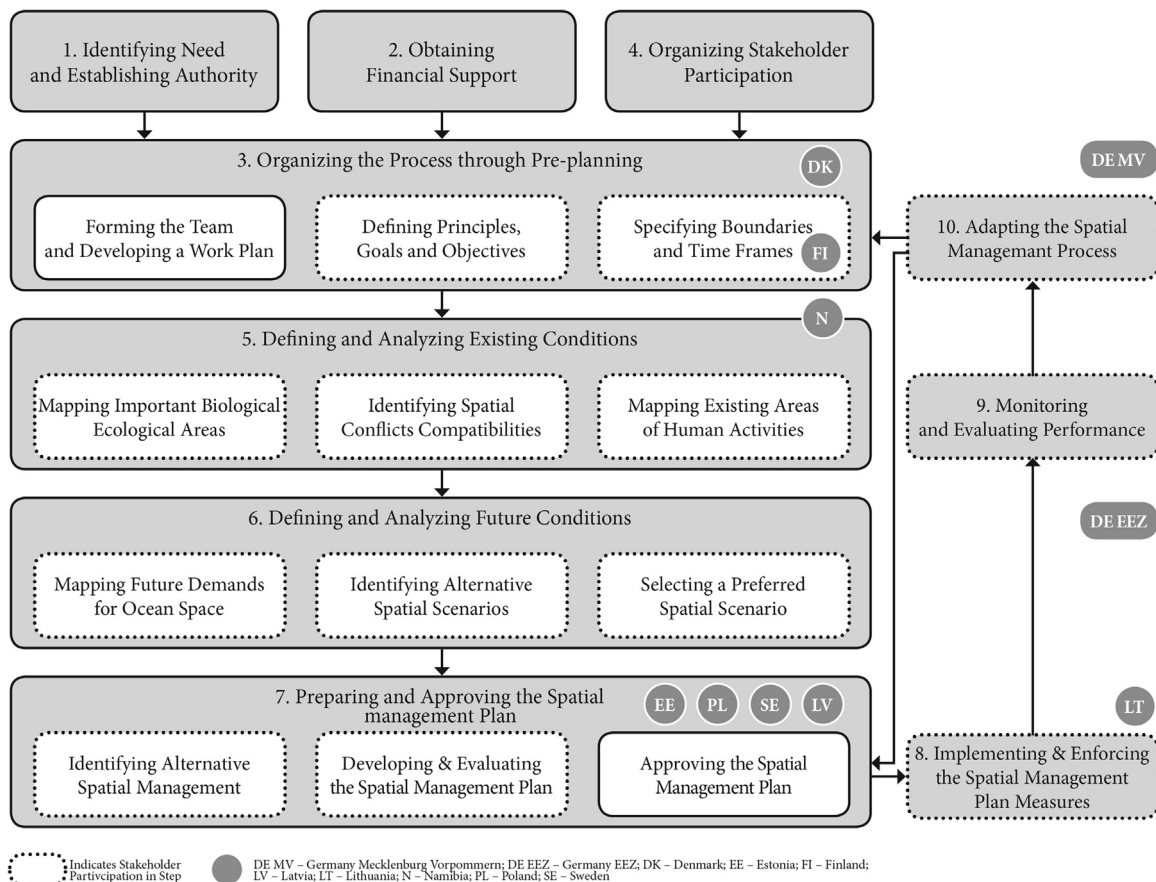 1. Identifying Need
and Establishing Authority
2. Obtaining
Financial Support
4. Organizing Stakeholder
Participation
3. Organizing the Process through Pre-planning
DK
Forming the Team
and Developing a Work Plan
Defining Principles,
Goals and Objectives
Specifying Boundaries
and Time Frames
FI
DE MV
10. Adapting the Spatial
Managemant Process
N
5. Defining and Analyzing Existing Conditions
Mapping Important Biological
Ecological Areas
Identifying Spatial
Conflicts Compatibilities
Mapping Existing Areas
of Human Activities
9. Monitoring
and Evaluating Performance
6. Defining and Analyzing Future Conditions
Mapping Future Demands
for Ocean Space
Identifying Alternative
Spatial Scenarios
Selecting a Preferred
Spatial Scenario
DE EEZ
7. Preparing and Approving the Spatial
management Plan
EE
PL
SE
LV
Identifying Alternative
Spatial Management
Developing & Evaluating
the Spatial Management Plan
Approving the Spatial
Management Plan
LT
8. Implementing & Enforcing
the Spatial Management
Plan Measures
Indicates Stakeholder
Partivcipation in Step
DE MV – Germany Mecklenburg Vorpommern; DE EEZ – Germany EEZ; DK – Denmark; EE – Estonia; FI – Finland;
LV – Latvia; LT – Lithuania; N – Namibia; PL – Poland; SE – Sweden